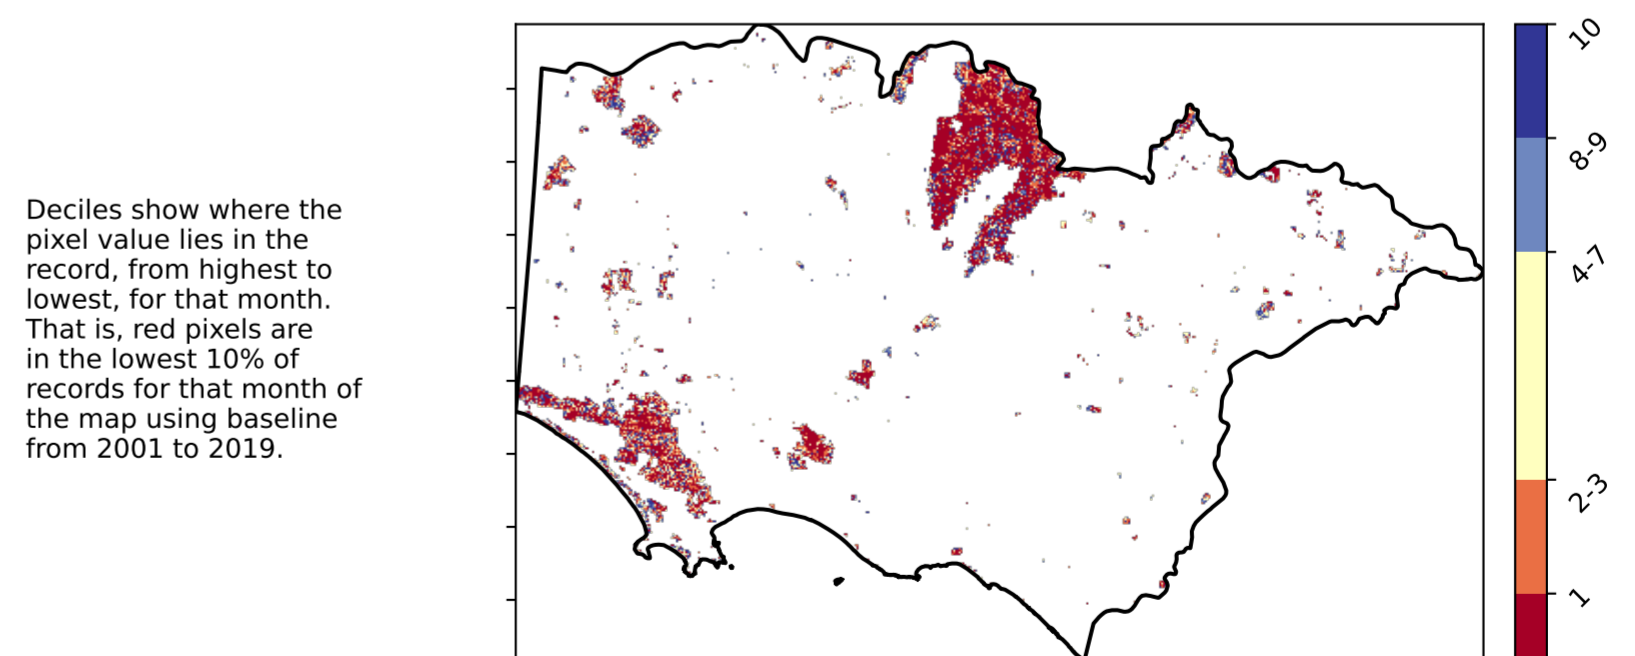 Deciles show where the
pixel value lies in the
record, from highest to
lowest, for that month.
That is, red pixels are
in the lowest 10% of
records for that month of
the map using baseline
from 2001 to 2019.
10
8-9
4-7
2-3
1